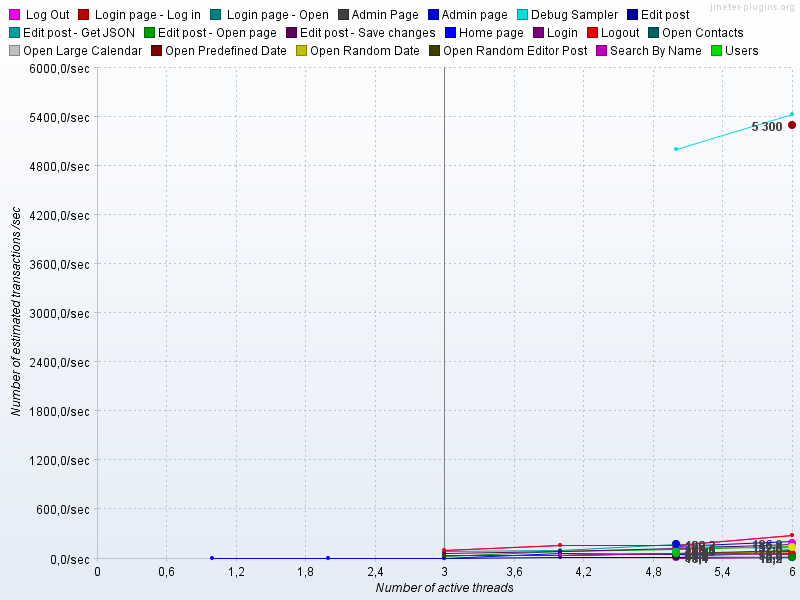 jmeter-plugins.org
Log Out Login page - Log in Login page - Open Admin Page Admin page Debug Sampler Edit post
Edit post - Get JSON Edit post - Open page Edit post - Save changes Home page Login Logout Open Contacts
Open Large Calendar Open Predefined Date Open Random Date Open Random Editor Post Search By Name Users
6000,0/sec
5400,0/sec
5 300
4800,0/sec
4200,0/sec
3600,0/sec
3000,0/sec
2400,0/sec
1800,0/sec
1200,0/sec
600,0/sec
0,0/sec
Number of estimated transactions /sec
0 0,6 1,2 1,8 2,4 3 3,6 4,2 4,8 5,4 6
Number of active threads